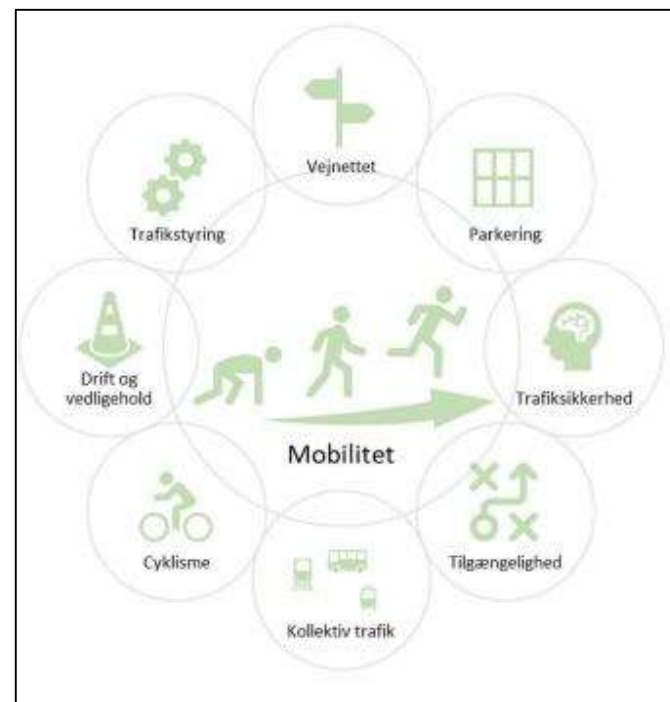 Vejnettet
Trafikstyring
Parkering
Drift og
vedligehold
Trafiksikkerhed
Mobilitet
Cyklisme
Tilgængelighed
Kollektiv trafik